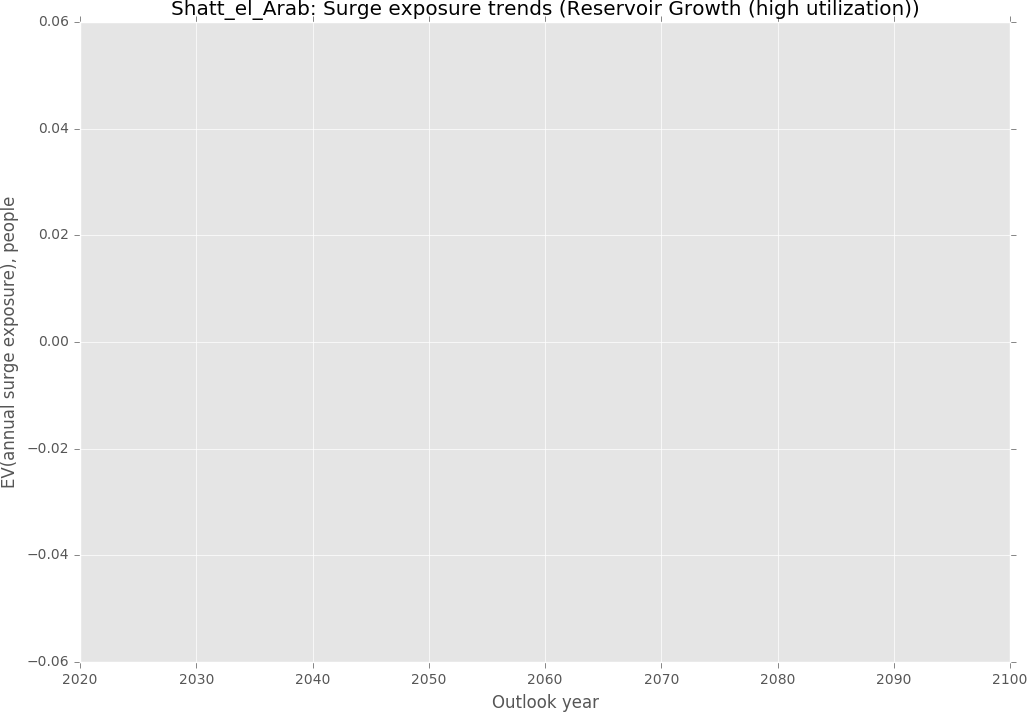 Shatt_el_Arab: Surge exposure trends (Reservoir Growth (high utilization))
0.06
0.04
0.02
0.00
−0.02
−0.04
−0.06
EV(annual surge exposure), people
2020 2030 2040 2050 2060 2070 2080 2090 2100
Outlook year